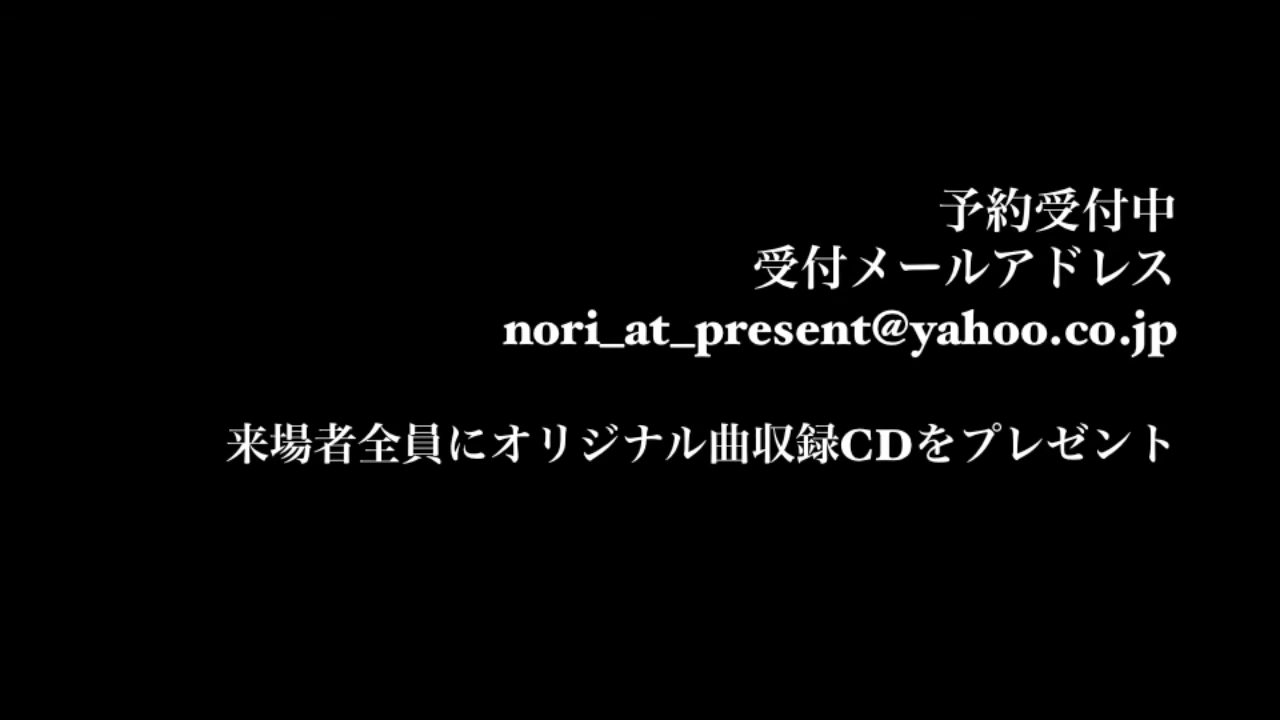 予約受付中
受付メールアドレス
nori_at_present@yahoo.co.jp
来場者全員にオリジナル曲収録CDをプレゼント